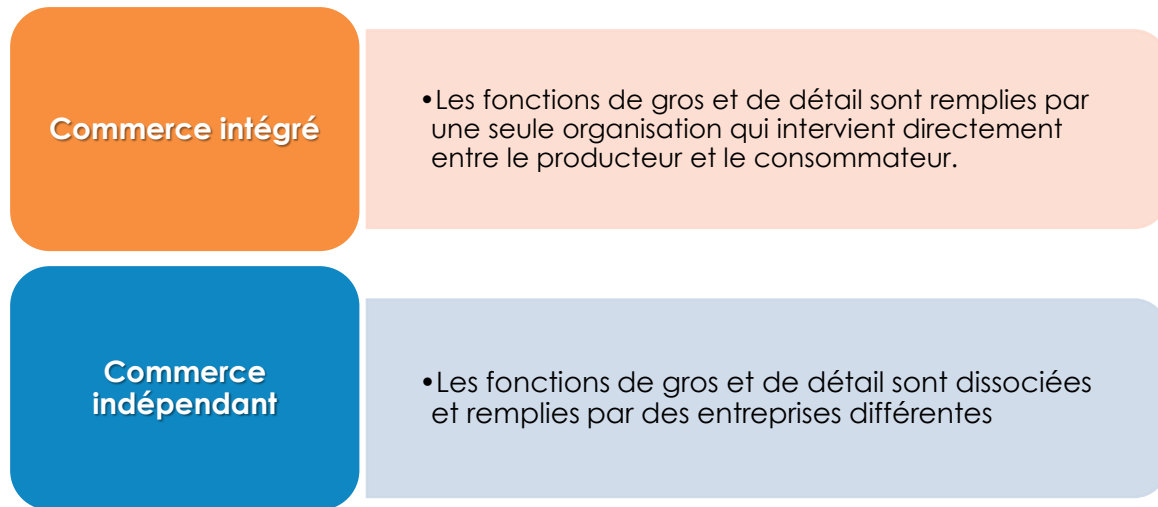 Commerce intégré
•Les fonctions de gros et de détail sont remplies par
une seule organisation qui intervient directement
entre le producteur et le consommateur.
Commerce
indépendant
•Les fonctions de gros et de détail sont dissociées
et remplies par des entreprises différentes